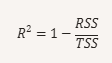 R² = 1 − RSS/TSS